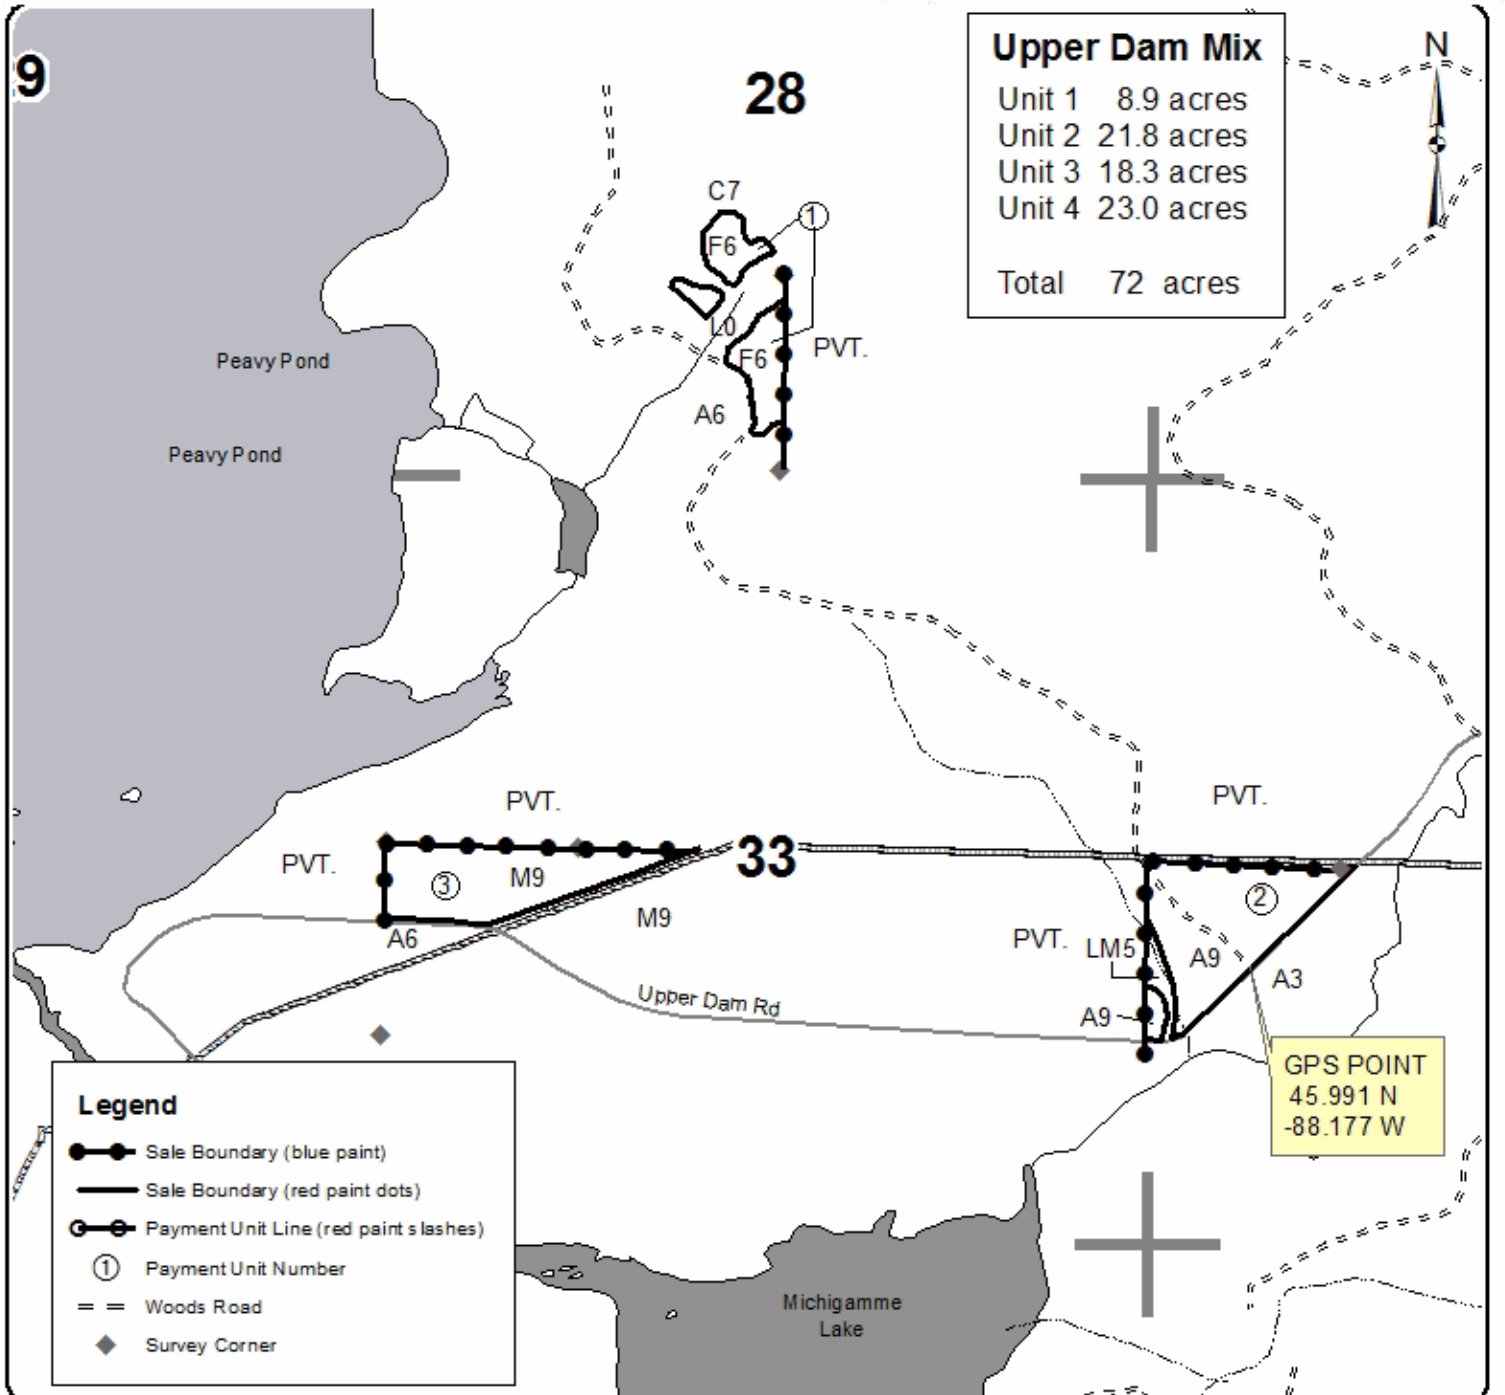 9
28
Upper Dam Mix
Unit 1 8.9 acres
Unit 2 21.8 acres
Unit 3 18.3 acres
Unit 4 23.0 acres
Total 72 acres
N
C7
1
F6
L0
F6
PVT.
A6
Peavy Pond
Peavy Pond
PVT.
PVT.
PVT.
33
3
M9
2
M9
A6
PVT.
LM5
A9
A3
Upper Dam Rd
A9
GPS POINT
45.991 N
-88.177 W
Legend
Sale Boundary (blue paint)
Sale Boundary (red paint dots)
Payment Unit Line (red paint slashes)
1 Payment Unit Number
Woods Road
Survey Corner
Michigamme
Lake